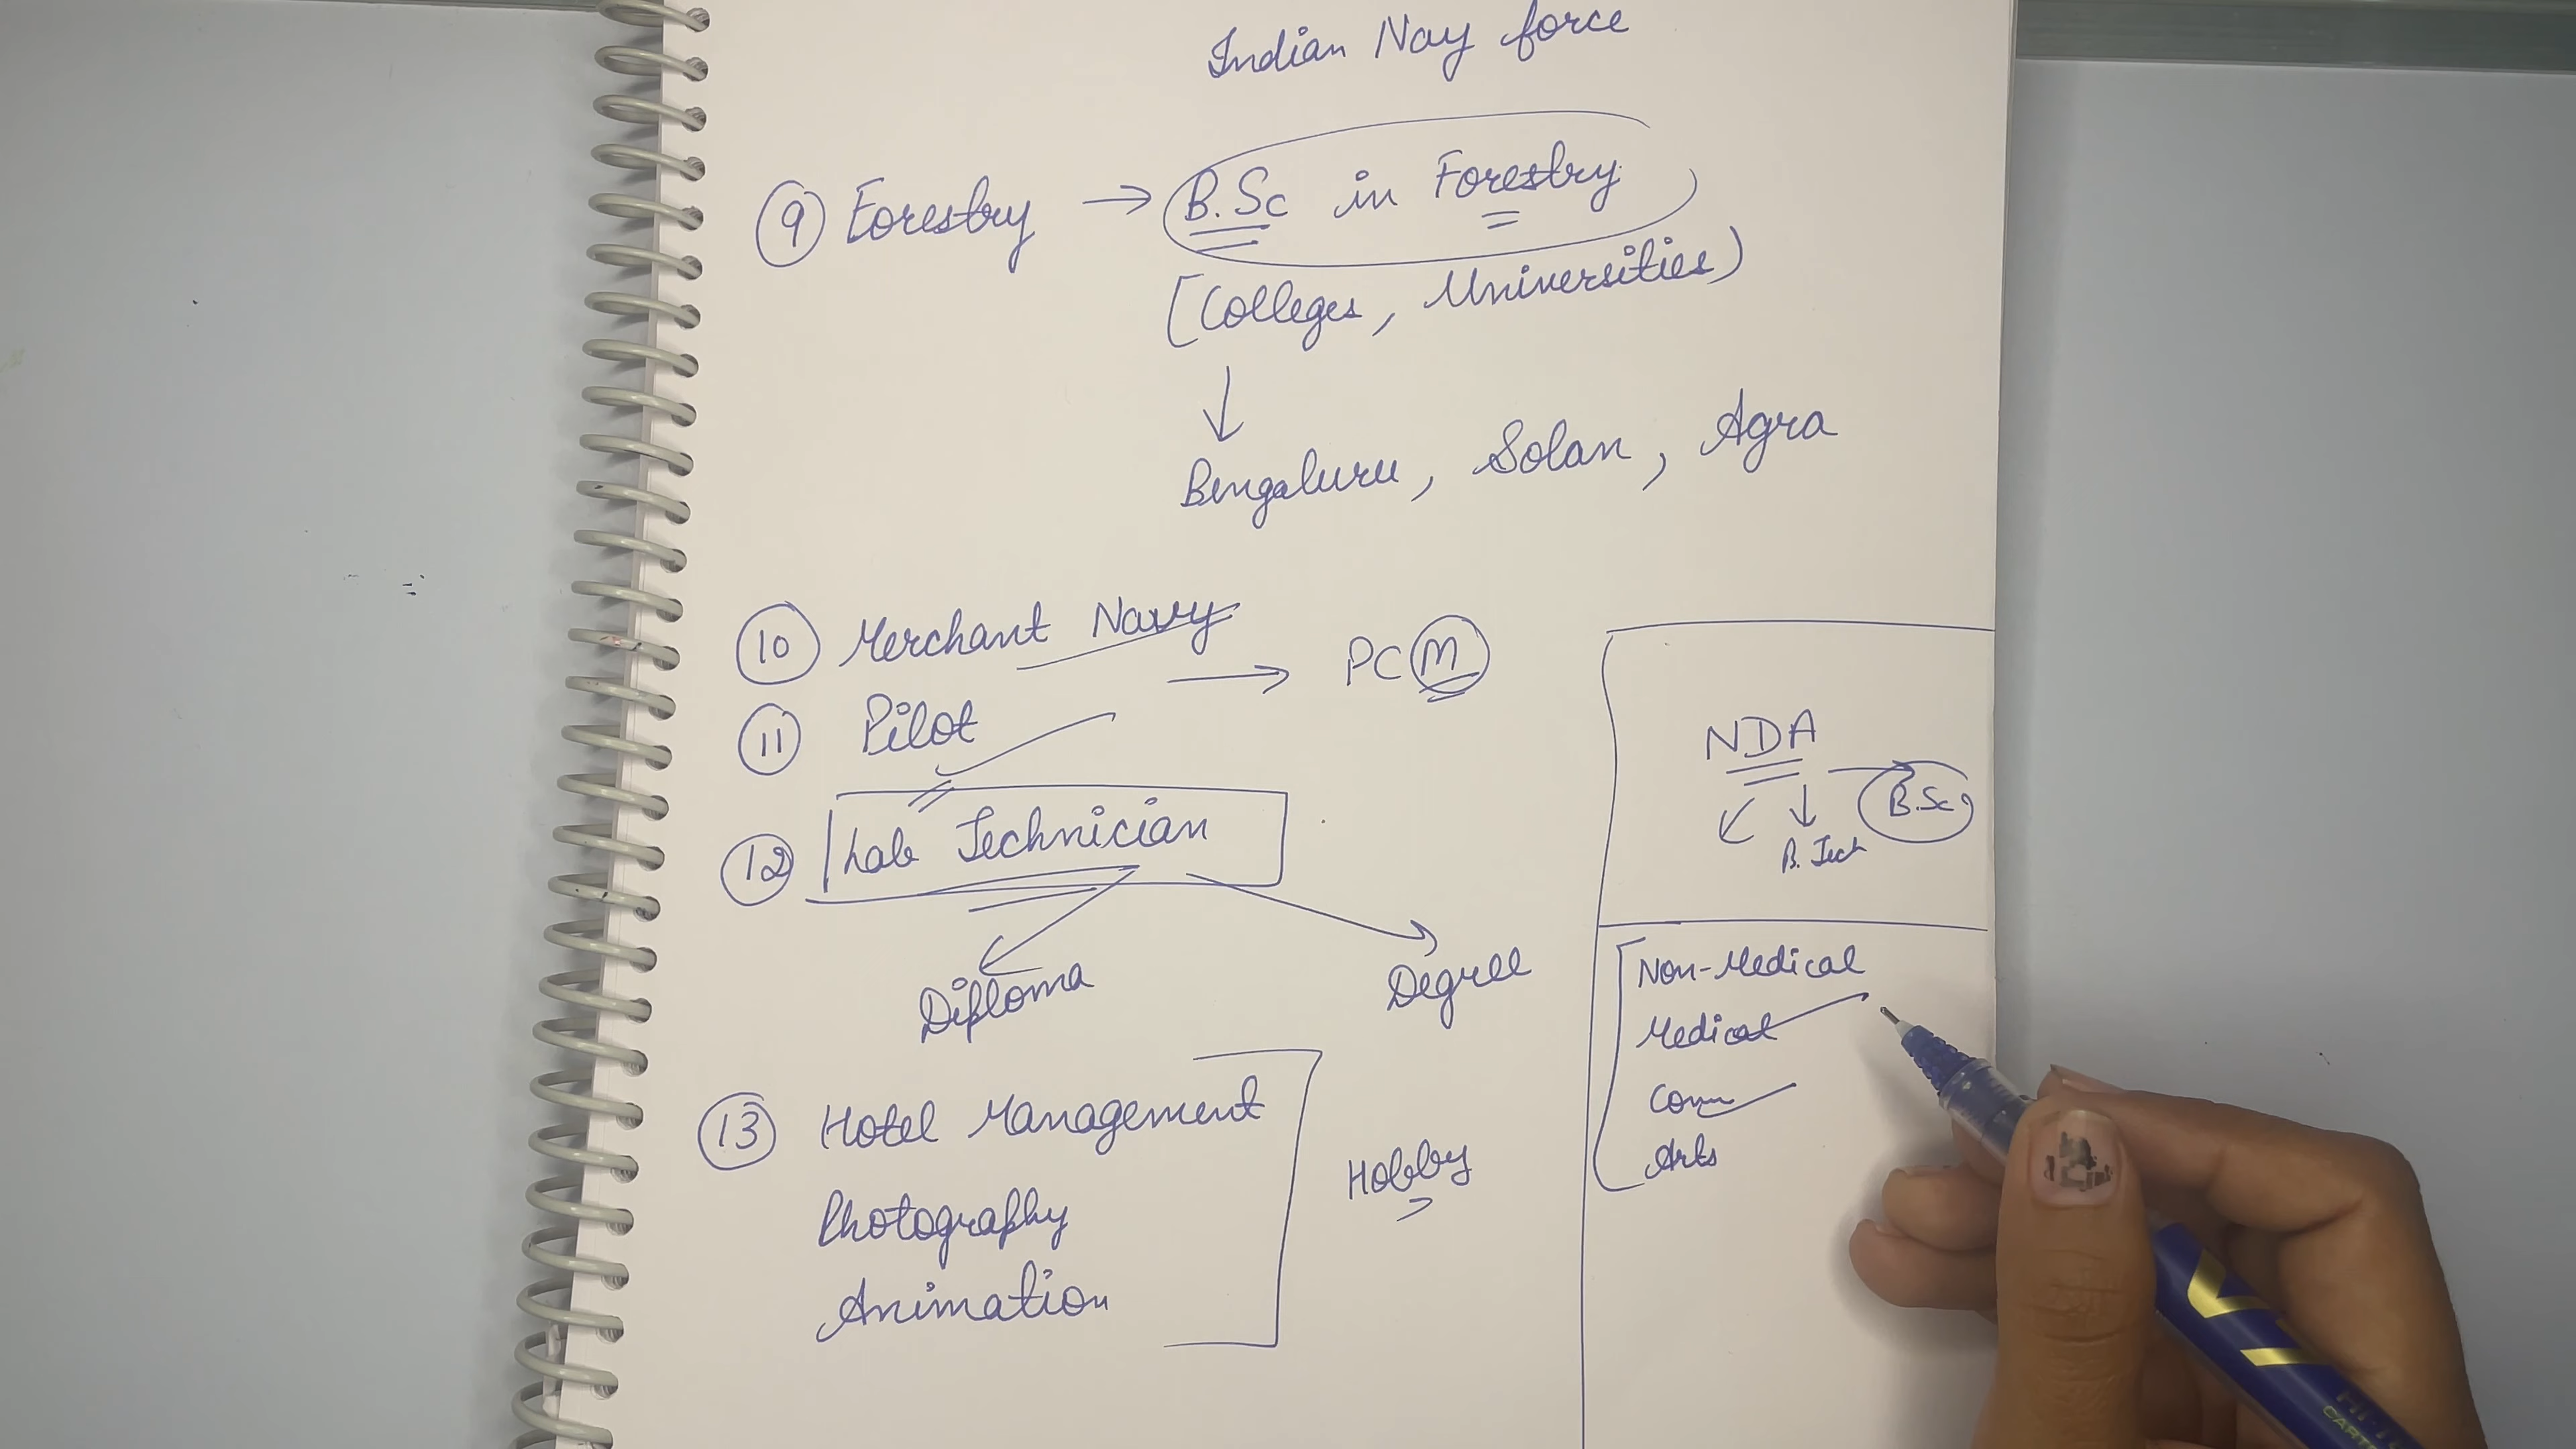 Indian Nay force
9 Forestry → B.Sc in Forestry
[Colleges, Universities)
↓
Bengaluru, Solan, Agra
10 Merchant Navy
→ PCM
11 Pilot
12 Lab Technician
Diploma
Degree
13 Hotel Management
Photography
Animation
Hobby
NDA
B.Sc
B.Tech
Non-Medical
Medical
Comm
Arts